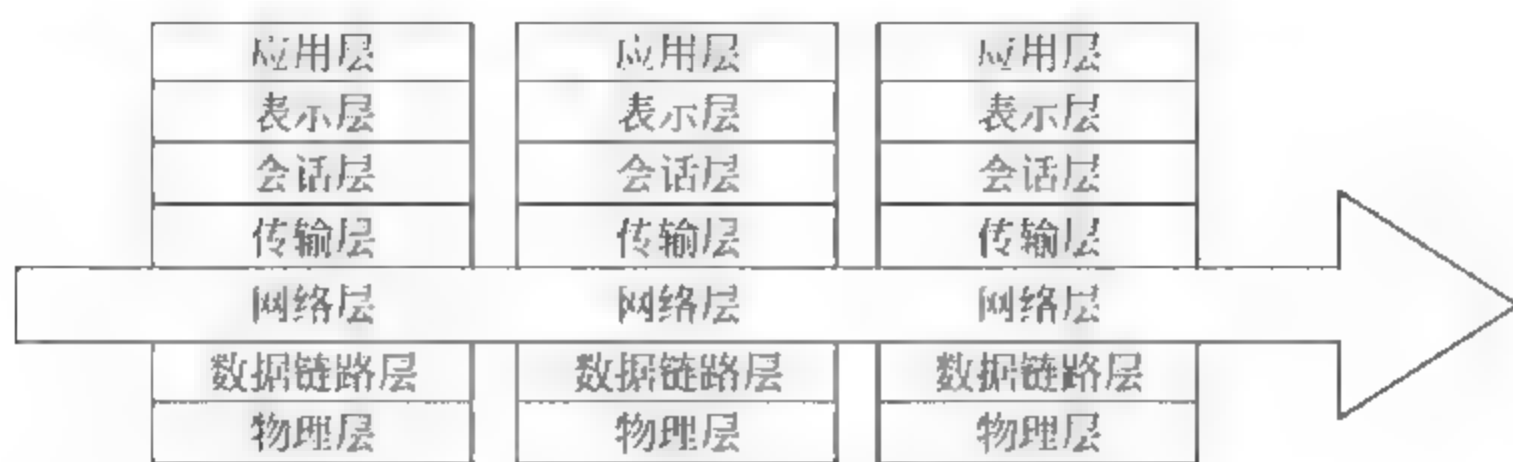 应用层 应用层 应用层
表示层 表示层 表示层
会话层 会话层 会话层
传输层 传输层 传输层
网络层 网络层 网络层
数据链路层 数据链路层 数据链路层
物理层 物理层 物理层